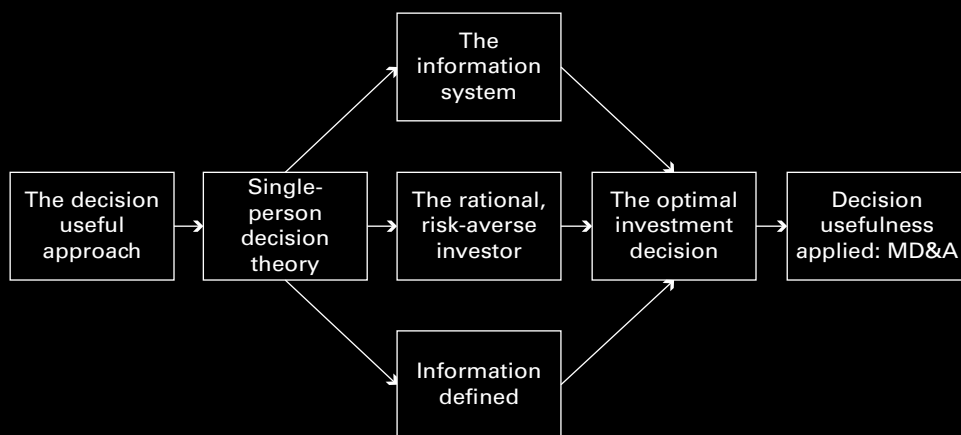 The
information
system
The decision
useful
approach
Single-
person
decision
theory
The rational,
risk-averse
investor
The optimal
investment
decision
Decision
usefulness
applied: MD&A
Information
defined